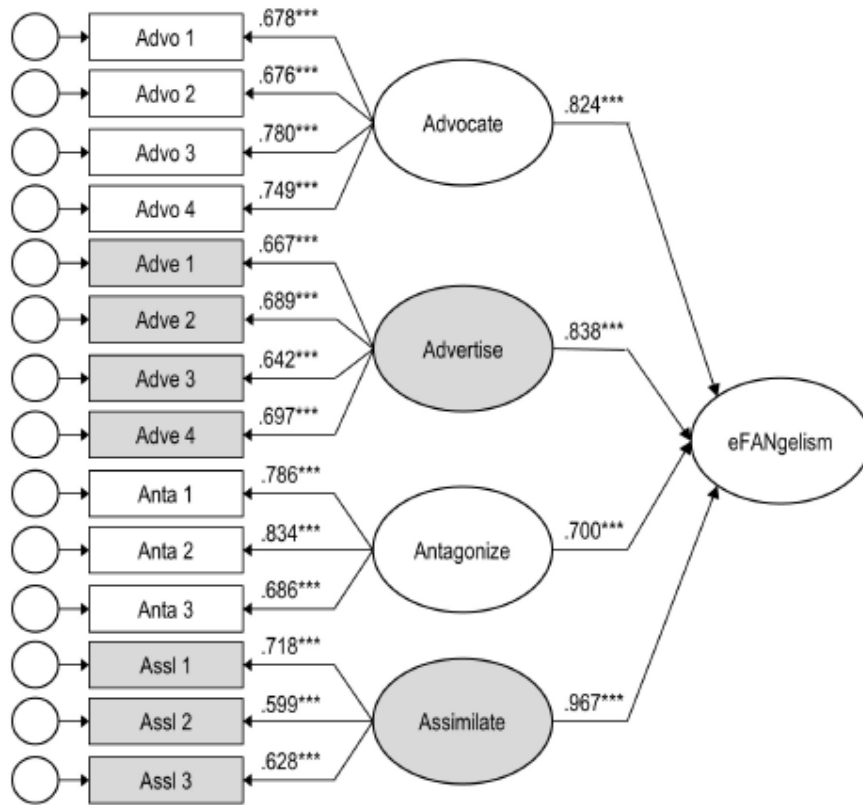 .678***
Advo 1
.676***
Advo 2
.780***
Advo 3
.749***
Advo 4
Advocate
.824***
.667***
Adve 1
.689***
Adve 2
.642***
Adve 3
.697***
Adve 4
Advertise
.838***
eFANgelism
.786***
Anta 1
.834***
Anta 2
.686***
Anta 3
Antagonize
.700***
.718***
Assl 1
.599***
Assl 2
.628***
Assl 3
Assimilate
.967***